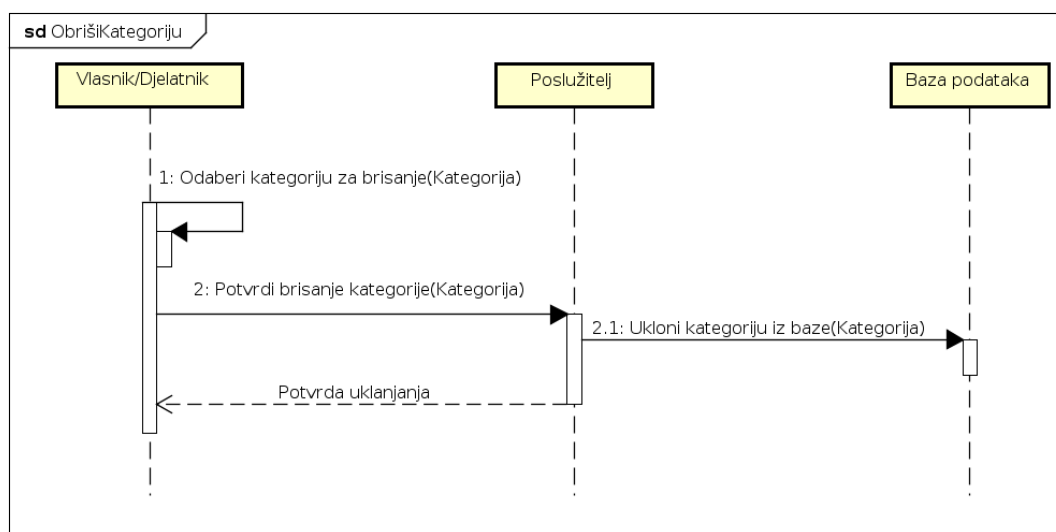 sd ObrišiKategoriju
Vlasnik/Djelatnik
Poslužitelj
Baza podataka
1: Odaberi kategoriju za brisanje(Kategorija)
2: Potvrdi brisanje kategorije(Kategorija)
2.1: Ukloni kategoriju iz baze(Kategorija)
Potvrda uklanjanja